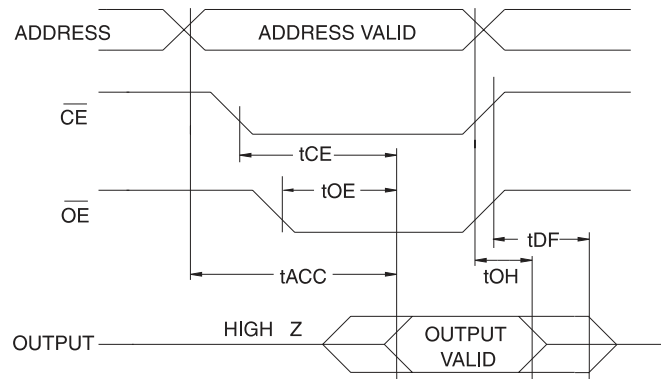 ADDRESS
ADDRESS VALID
CE
tCE
tOE
OE
tDF
tACC
tOH
HIGH Z
OUTPUT
OUTPUT
VALID